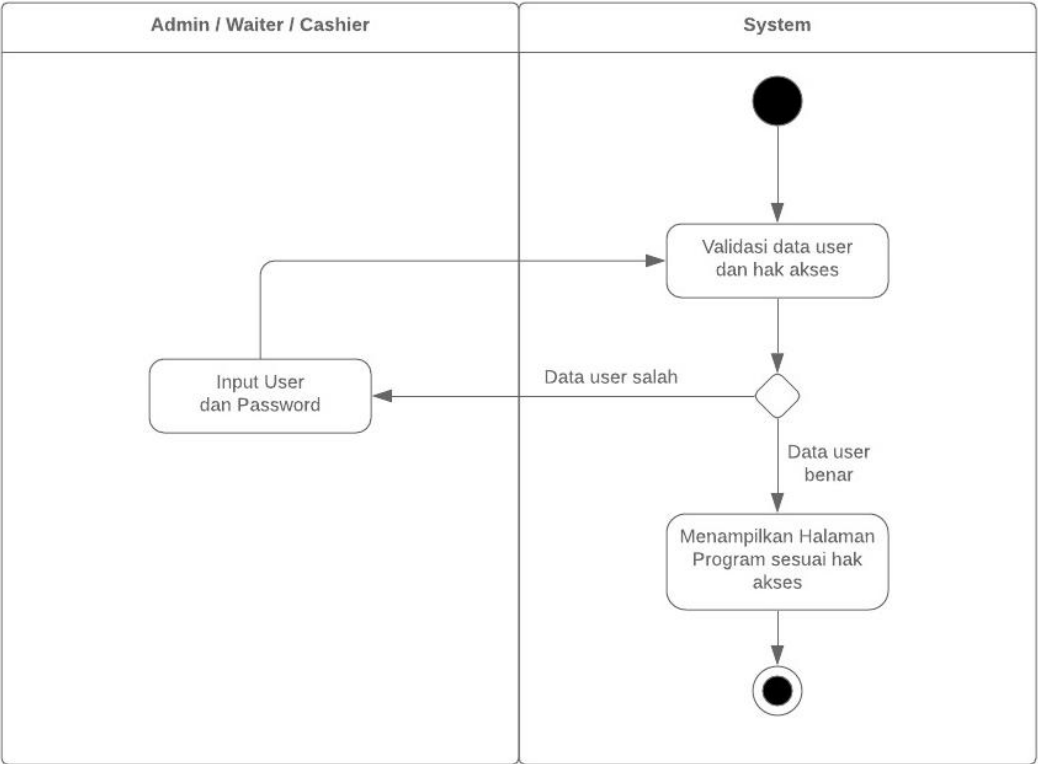 Admin / Waiter / Cashier
System
Validasi data user
dan hak akses
Input User
dan Password
Data user salah
Data user
benar
Menampilkan Halaman
Program sesuai hak
akses